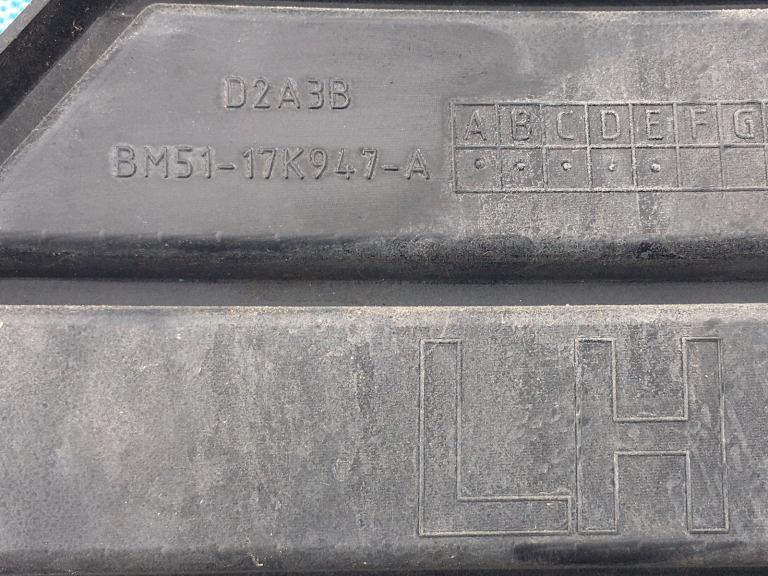 D2A3B
BM51-17K947-A
A B C D E F G
LH